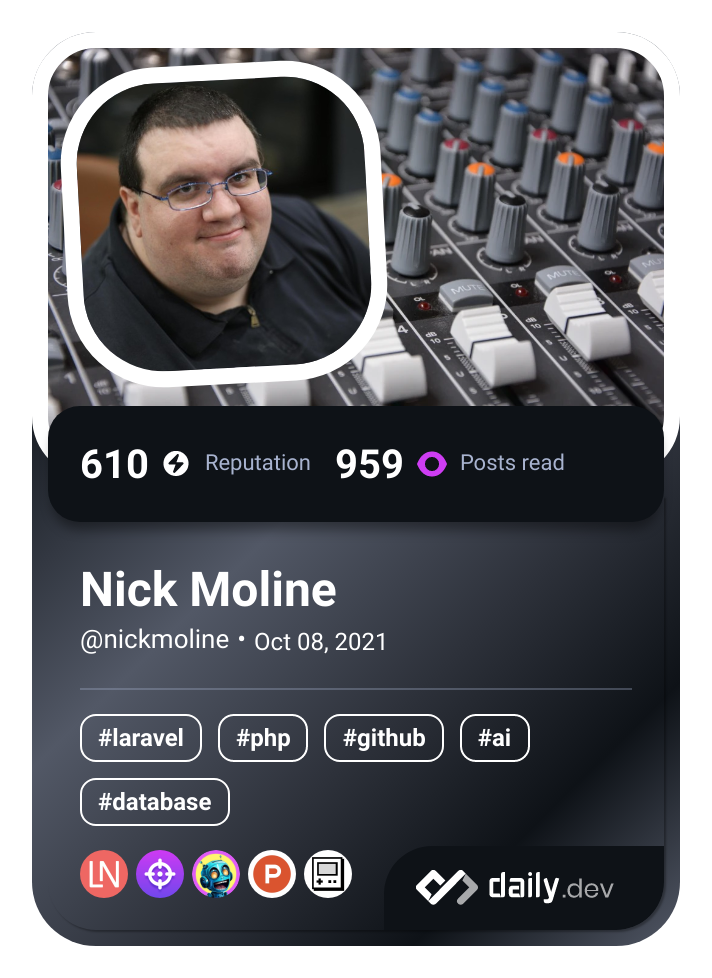 610 Reputation 959 Posts read
Nick Moline
@nickmoline • Oct 08, 2021
#laravel #php #github #ai
#database
LN P
daily.dev